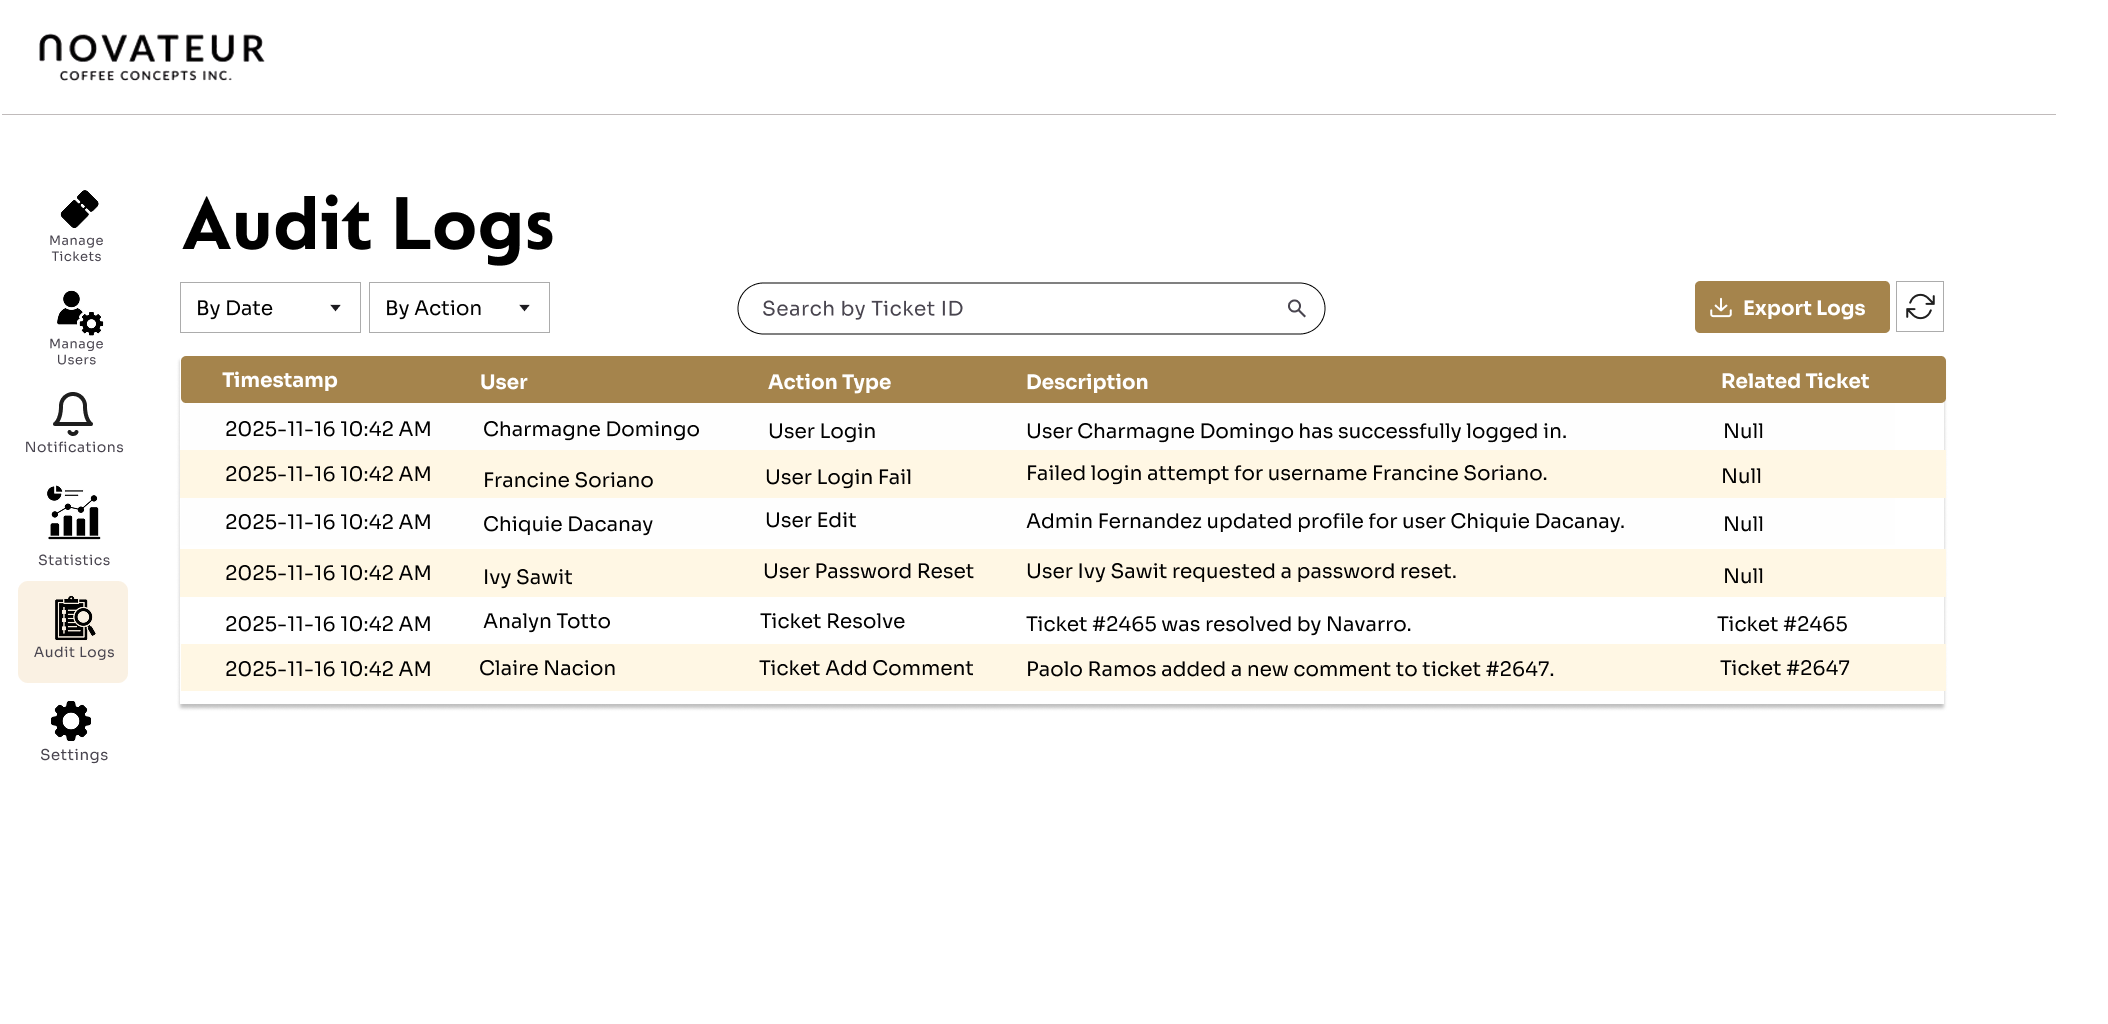 NOVATEUR
COFFEE CONCEPTS INC.
Manage
Tickets
Manage
Users
Notifications
Statistics
Audit Logs
Settings
Audit Logs
By Date
By Action
Search by Ticket ID
Export Logs
Timestamp User Action Type Description Related Ticket
2025-11-16 10:42 AM Charmagne Domingo User Login User Charmagne Domingo has successfully logged in. Null
2025-11-16 10:42 AM Francine Soriano User Login Fail Failed login attempt for username Francine Soriano. Null
2025-11-16 10:42 AM Chiquie Dacanay User Edit Admin Fernandez updated profile for user Chiquie Dacanay. Null
2025-11-16 10:42 AM Ivy Sawit User Password Reset User Ivy Sawit requested a password reset. Null
2025-11-16 10:42 AM Analyn Totto Ticket Resolve Ticket #2465 was resolved by Navarro. Ticket #2465
2025-11-16 10:42 AM Claire Nacion Ticket Add Comment Paolo Ramos added a new comment to ticket #2647. Ticket #2647